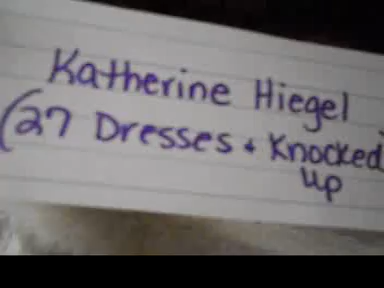 Katherine Hiegel
(27 Dresses + Knocked
up